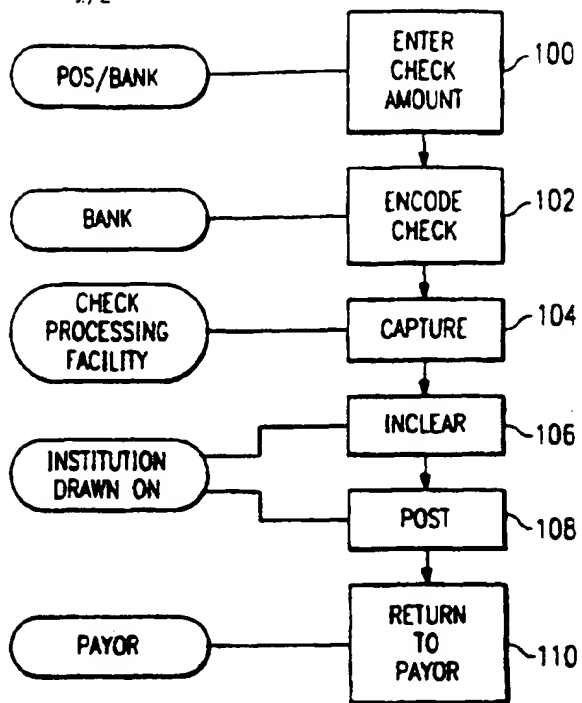 POS/BANK
ENTER
CHECK
AMOUNT
100
BANK
ENCODE
CHECK
102
CHECK
PROCESSING
FACILITY
CAPTURE
104
INSTITUTION
DRAWN ON
INCLEAR
106
POST
108
PAYOR
RETURN
TO
PAYOR
110